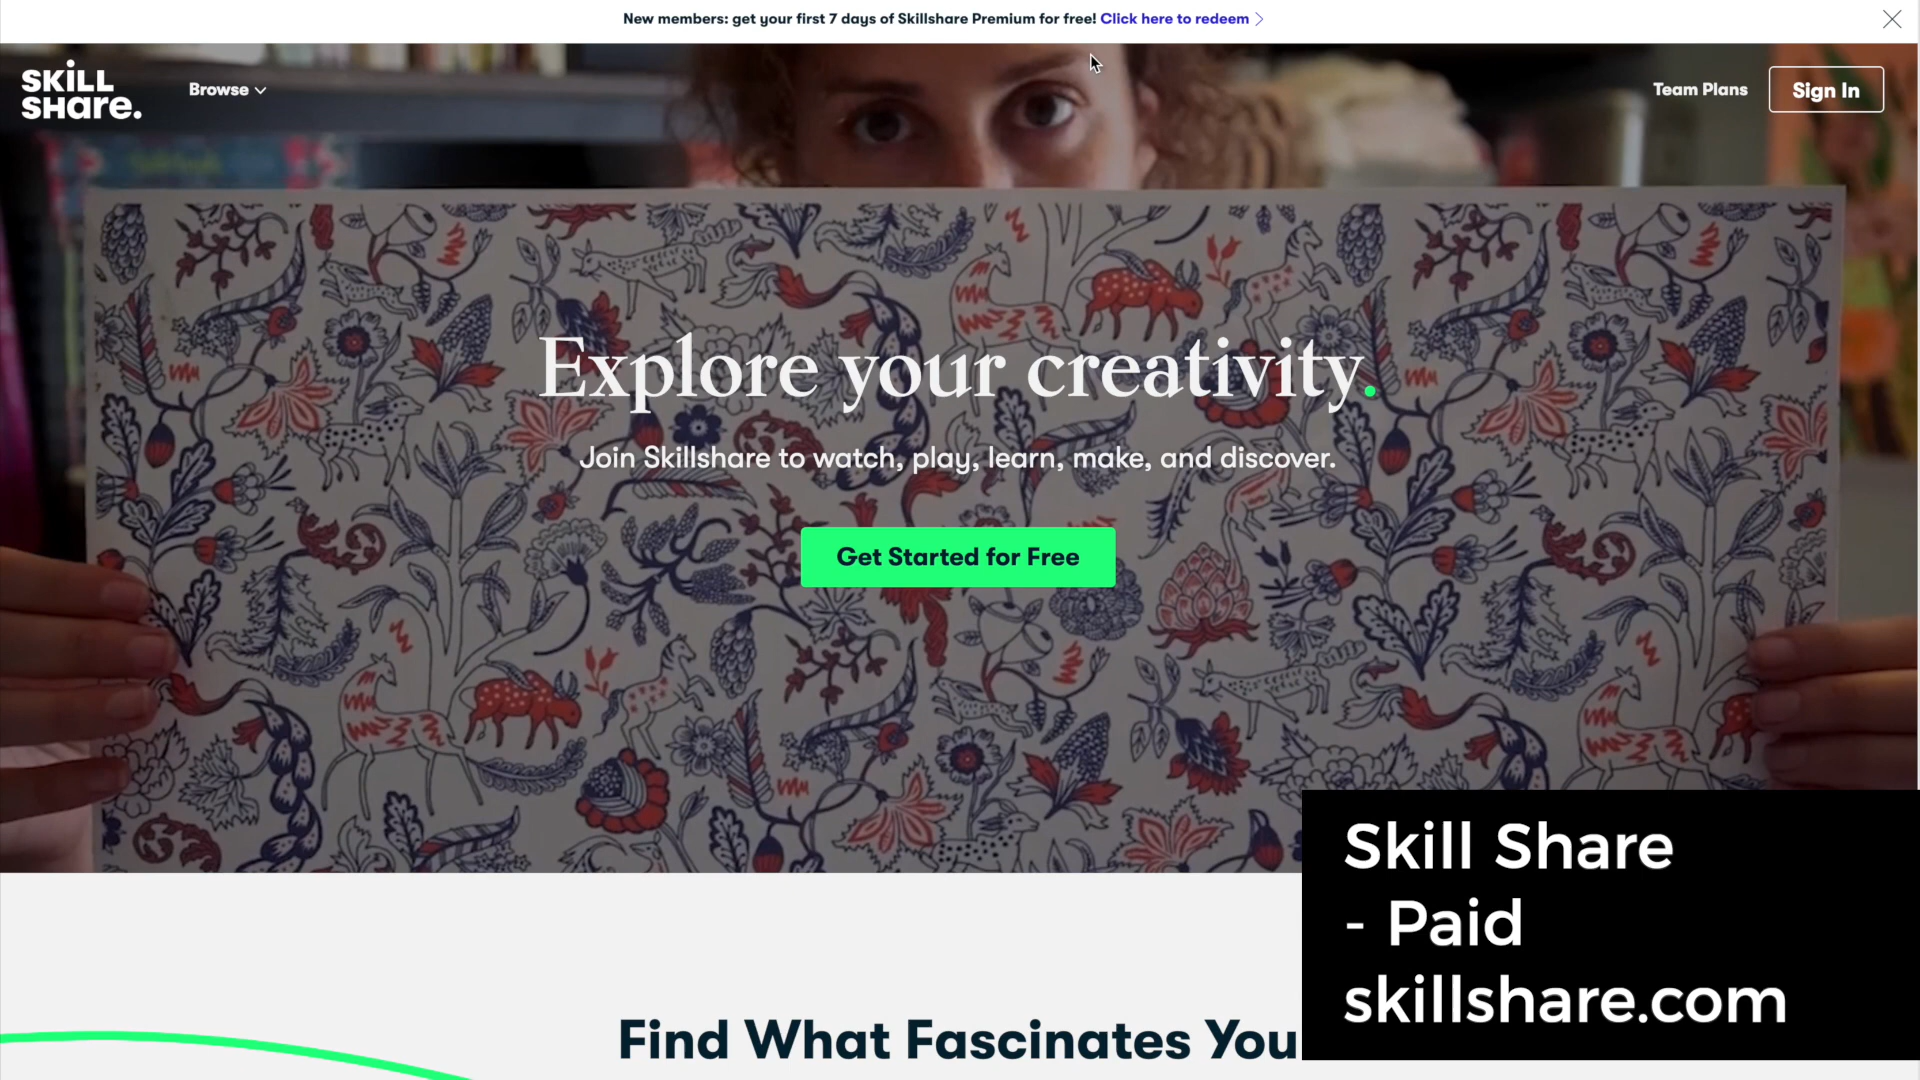 New members: get your first 7 days of Skillshare Premium for free! Click here to redeem
SKILL
SHare.
Browse
Team Plans
Sign In
Explore your creativity.
Join Skillshare to watch, play, learn, make, and discover.
Get Started for Free
Find What Fascinates You
Skill Share
- Paid
skillshare.com